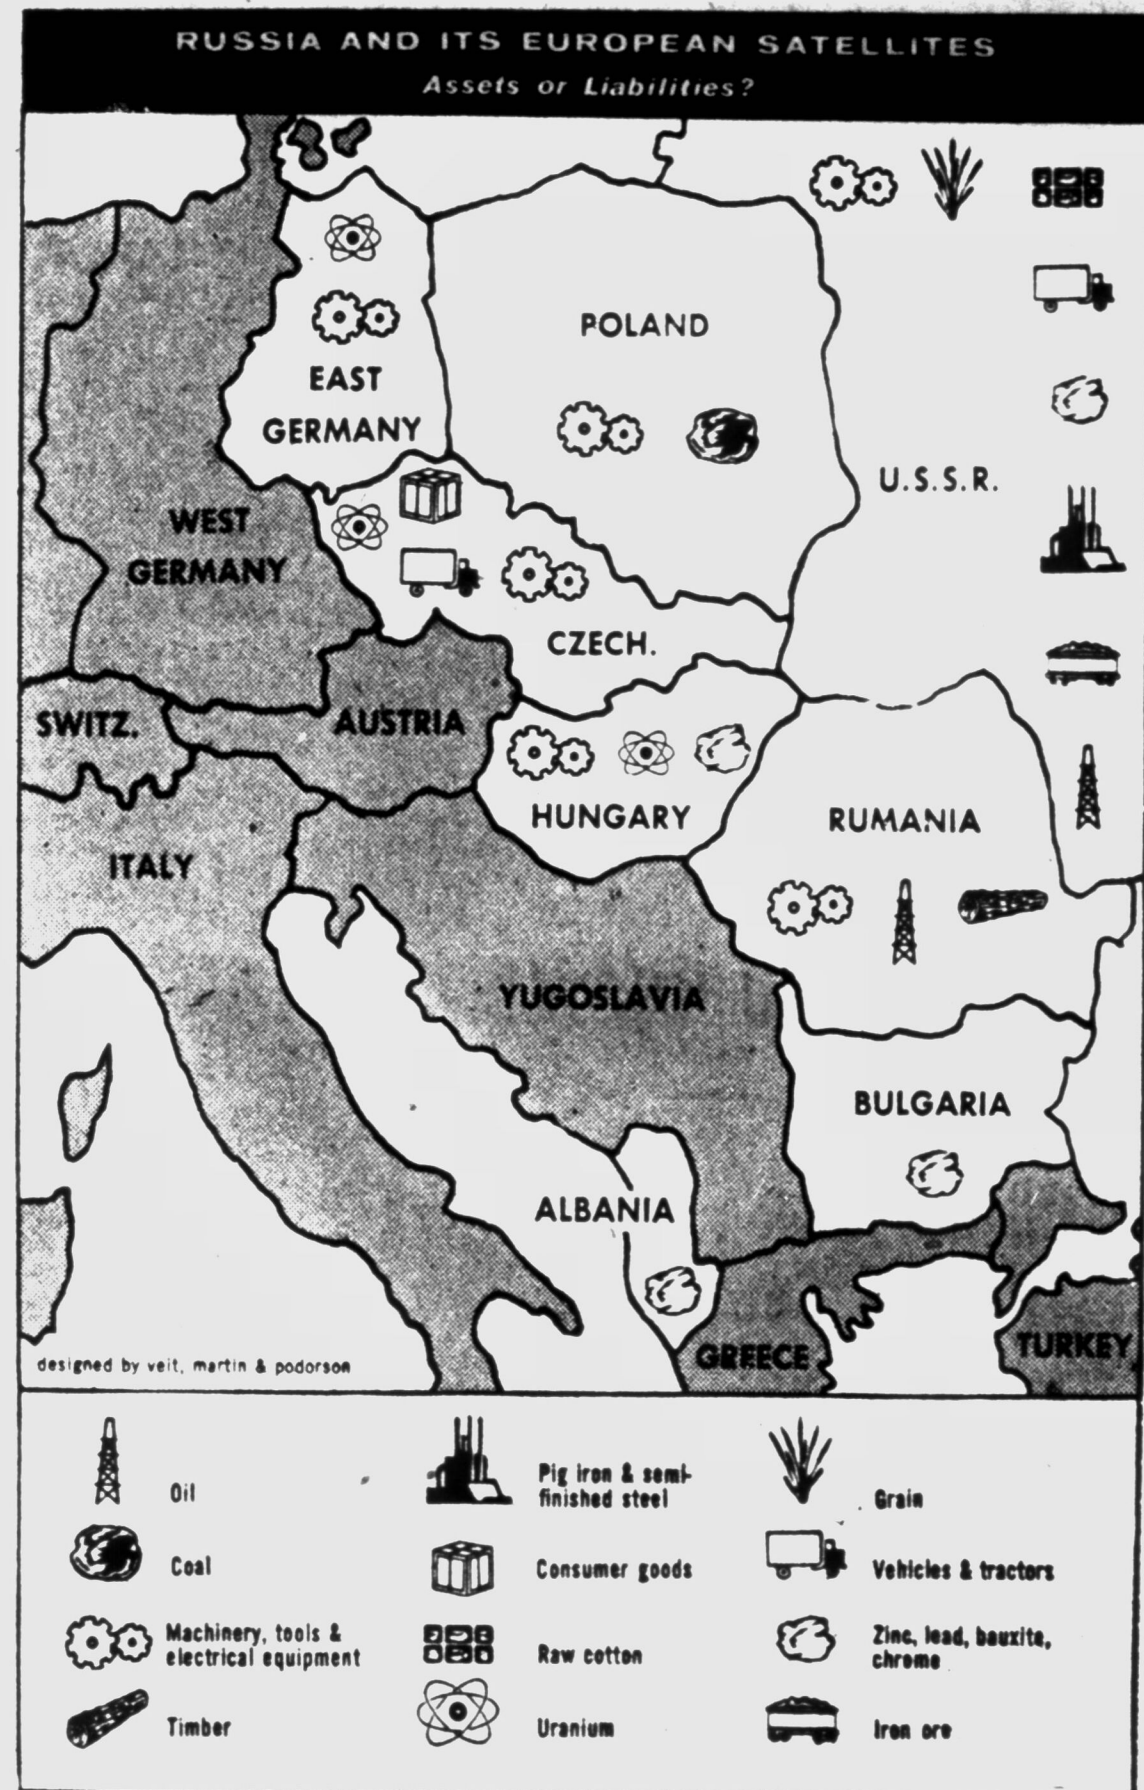 RUSSIA AND ITS EUROPEAN SATELLITES
Assets or Liabilities?
POLAND
EAST
GERMANY
U.S.S.R.
WEST
GERMANY
CZECH.
SWITZ.
AUSTRIA
HUNGARY
RUMANIA
ITALY
YUGOSLAVIA
BULGARIA
ALBANIA
GREECE
TURKEY
designed by veit, martin & podorson
Oil
Pig iron & semi-
finished steel
Grain
Coal
Consumer goods
Vehicles & tractors
Machinery, tools &
electrical equipment
Raw cotton
Zinc, lead, bauxite,
chrome
Timber
Uranium
Iron ore